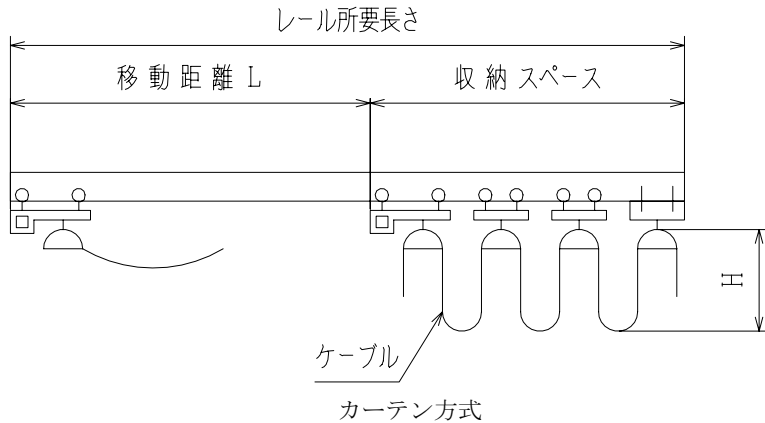 レール所要長さ
移動距離 L
収納スペース
H
ケーブル
カーテン方式